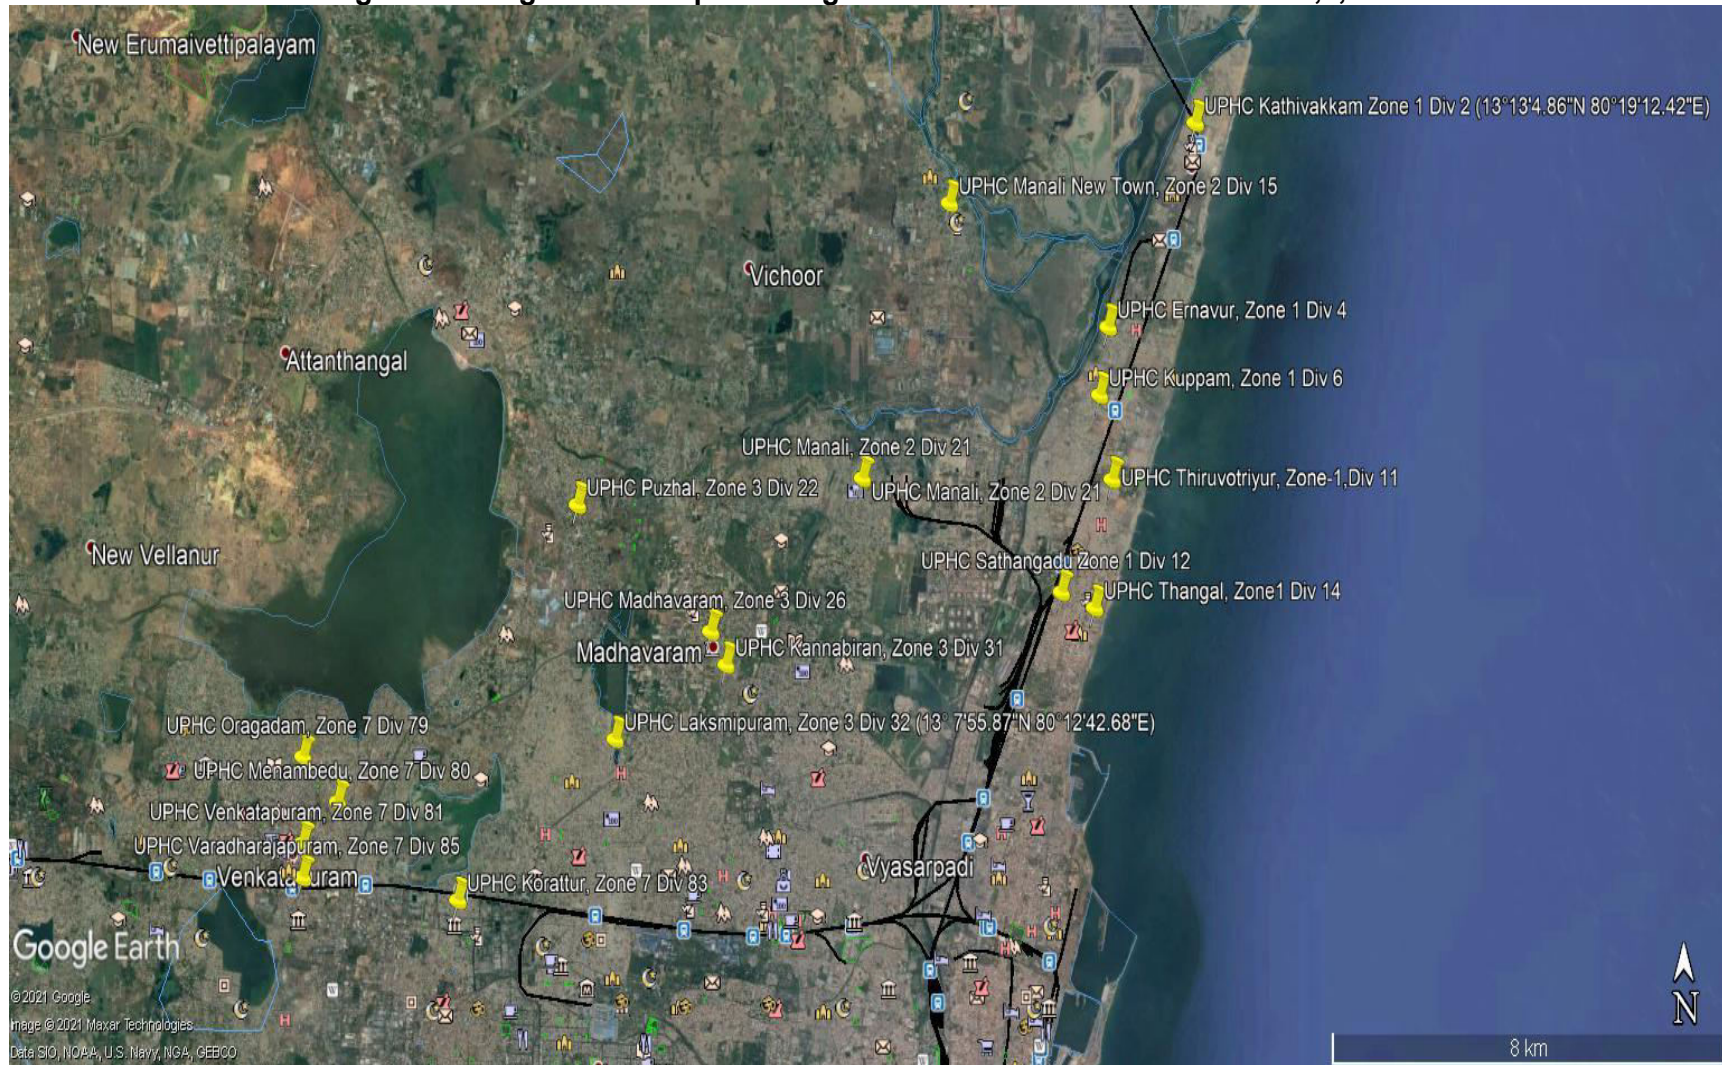 New Erumaivettipalayam
UPHC Kathivakkam Zone 1 Div 2 (13°13'4.86"N 80°19'12.42"E)
UPHC Manali New Town, Zone 2 Div 15
Vichoor
UPHC Ernavur, Zone 1 Div 4
Attanthangal
UPHC Kuppam, Zone 1 Div 6
UPHC Manali, Zone 2 Div 21
UPHC Thiruvotriyur, Zone-1,Div 11
UPHC Puzhal, Zone 3 Div 22
UPHC Manali, Zone 2 Div 21
New Vellanur
UPHC Sathangadu Zone 1 Div 12
UPHC Thangal, Zone1 Div 14
UPHC Madhavaram, Zone 3 Div 26
Madhavaram
UPHC Kannabiran, Zone 3 Div 31
UPHC Laksmipuram, Zone 3 Div 32 (13° 7'55.87"N 80°12'42.68"E)
UPHC Oragadam, Zone 7 Div 79
UPHC Menambedu, Zone 7 Div 80
UPHC Venkatapuram, Zone 7 Div 81
UPHC Varadharajapuram, Zone 7 Div 85
Vyasarpadi
Venkatapuram
UPHC Korattur, Zone 7 Div 83
Google Earth
© 2021 Google
Image © 2021 Maxar Technologies
Data SIO, NOAA, U.S. Navy, NGA, GEBCO
N
8 km